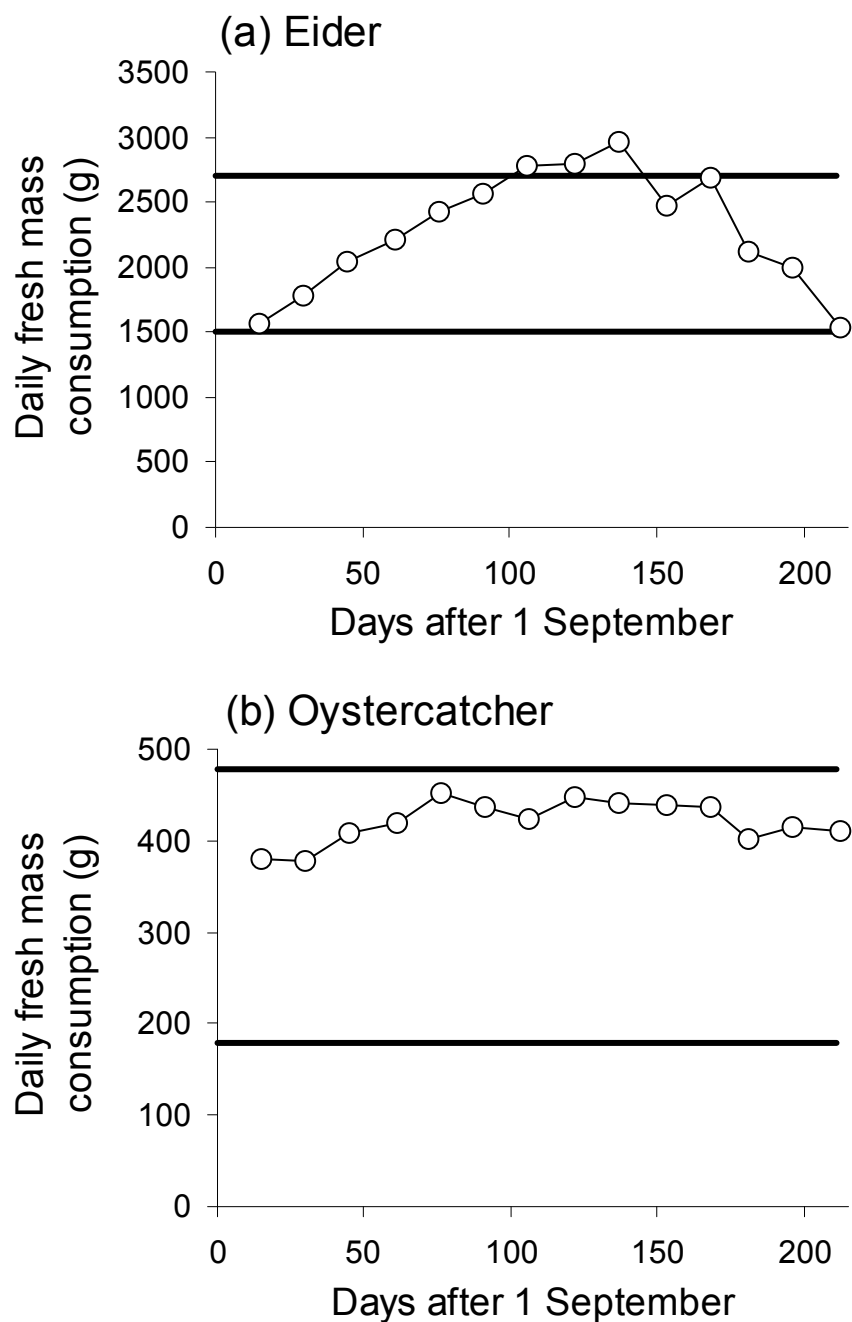 (a) Eider
3500
3000
2500
2000
1500
1000
500
0
Daily fresh mass
consumption (g)
0 50 100 150 200
Days after 1 September
(b) Oystercatcher
500
400
300
200
100
0
Daily fresh mass
consumption (g)
0 50 100 150 200
Days after 1 September